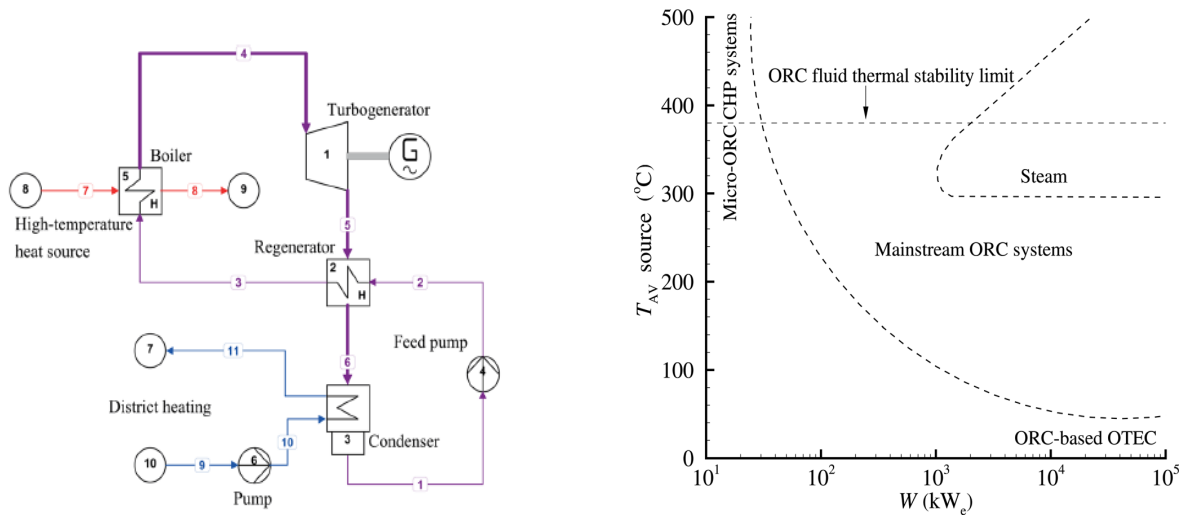 4
Turbogenerator
1
G
~
Boiler
5
H
8
7
8
9
High-temperature
heat source
5
Regenerator
2
H
3
2
7
11
6
Feed pump
4
District heating
10
3
Condenser
10
9
6
Pump
1
500
400
300
200
100
0
T_AV source (°C)
Micro-ORC CHP systems
ORC fluid thermal stability limit
Steam
Mainstream ORC systems
ORC-based OTEC
10^1
10^2
10^3
10^4
10^5
W (kW_e)